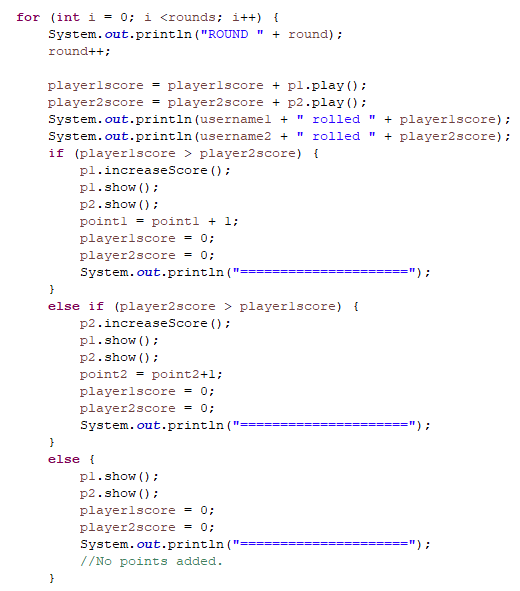 for (int i = 0; i <rounds; i++) {
System.out.println("ROUND " + round);
round++;
player1score = player1score + p1.play();
player2score = player2score + p2.play();
System.out.println(username1 + " rolled " + player1score);
System.out.println(username2 + " rolled " + player2score);
if (player1score > player2score) {
p1.increaseScore();
p1.show();
p2.show();
point1 = point1 + 1;
player1score = 0;
player2score = 0;
System.out.println("=====================");
}
else if (player2score > player1score) {
p2.increaseScore();
p1.show();
p2.show();
point2 = point2+1;
player1score = 0;
player2score = 0;
System.out.println("=====================");
}
else {
p1.show();
p2.show();
player1score = 0;
player2score = 0;
System.out.println("=====================");
//No points added.
}